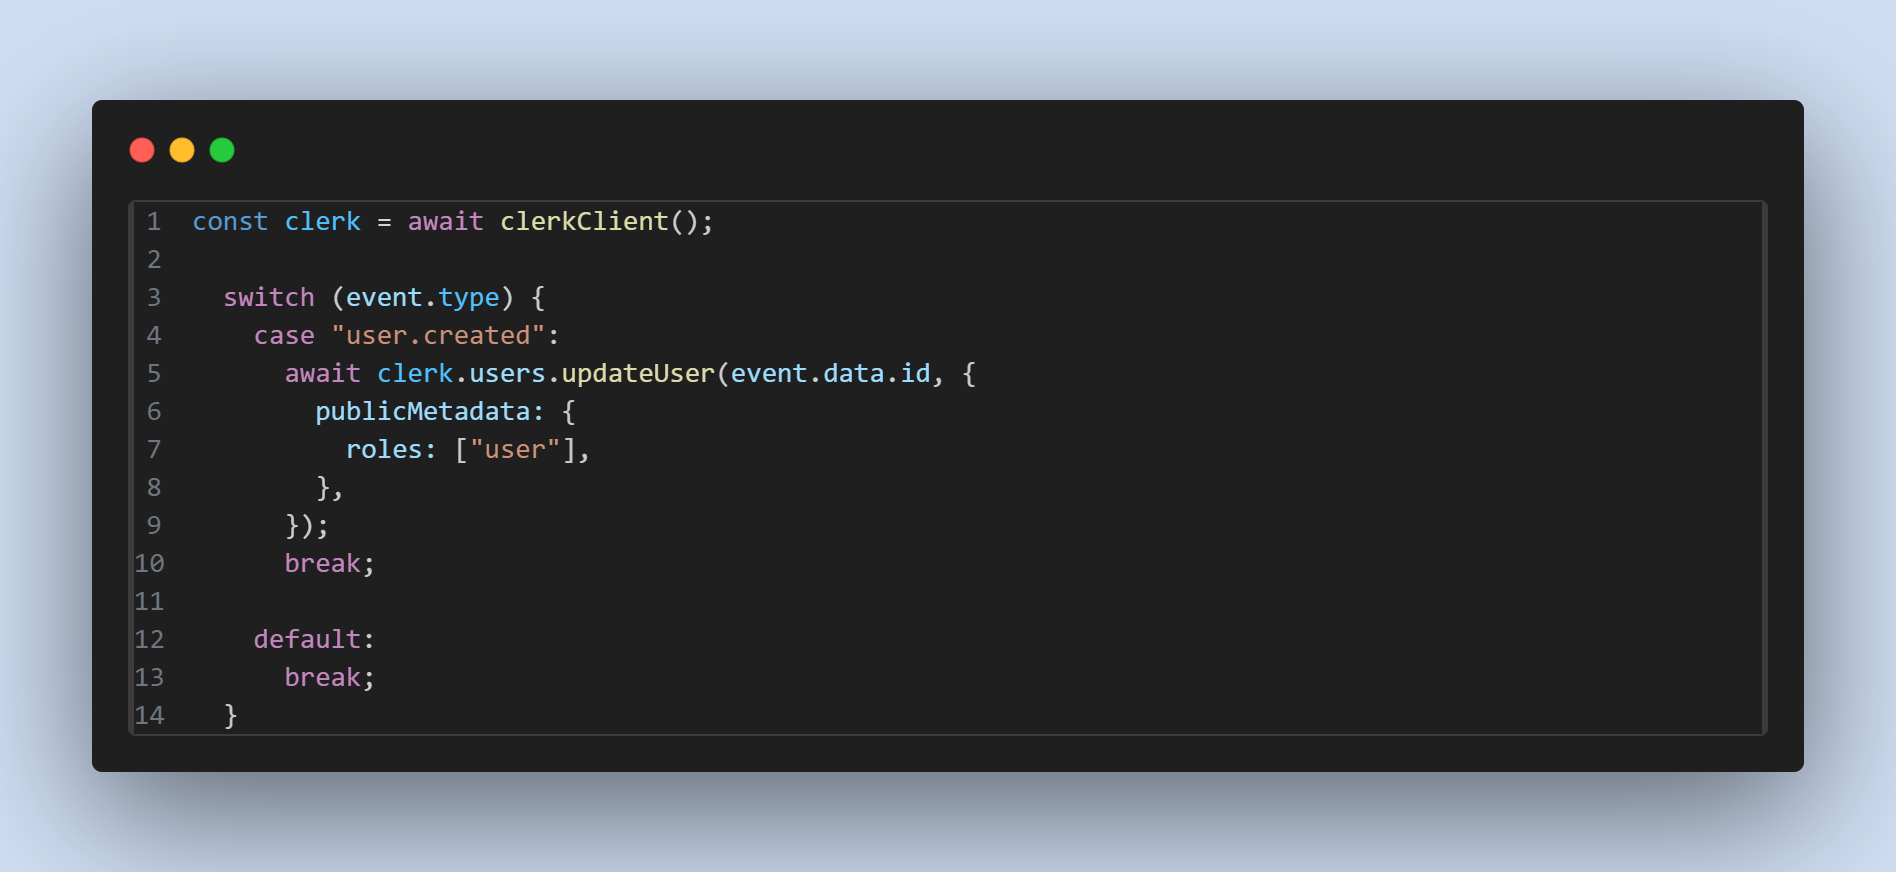 1 const clerk = await clerkClient();
2
3   switch (event.type) {
4     case "user.created":
5       await clerk.users.updateUser(event.data.id, {
6         publicMetadata: {
7           roles: ["user"],
8         },
9       });
10       break;
11
12     default:
13       break;
14   }